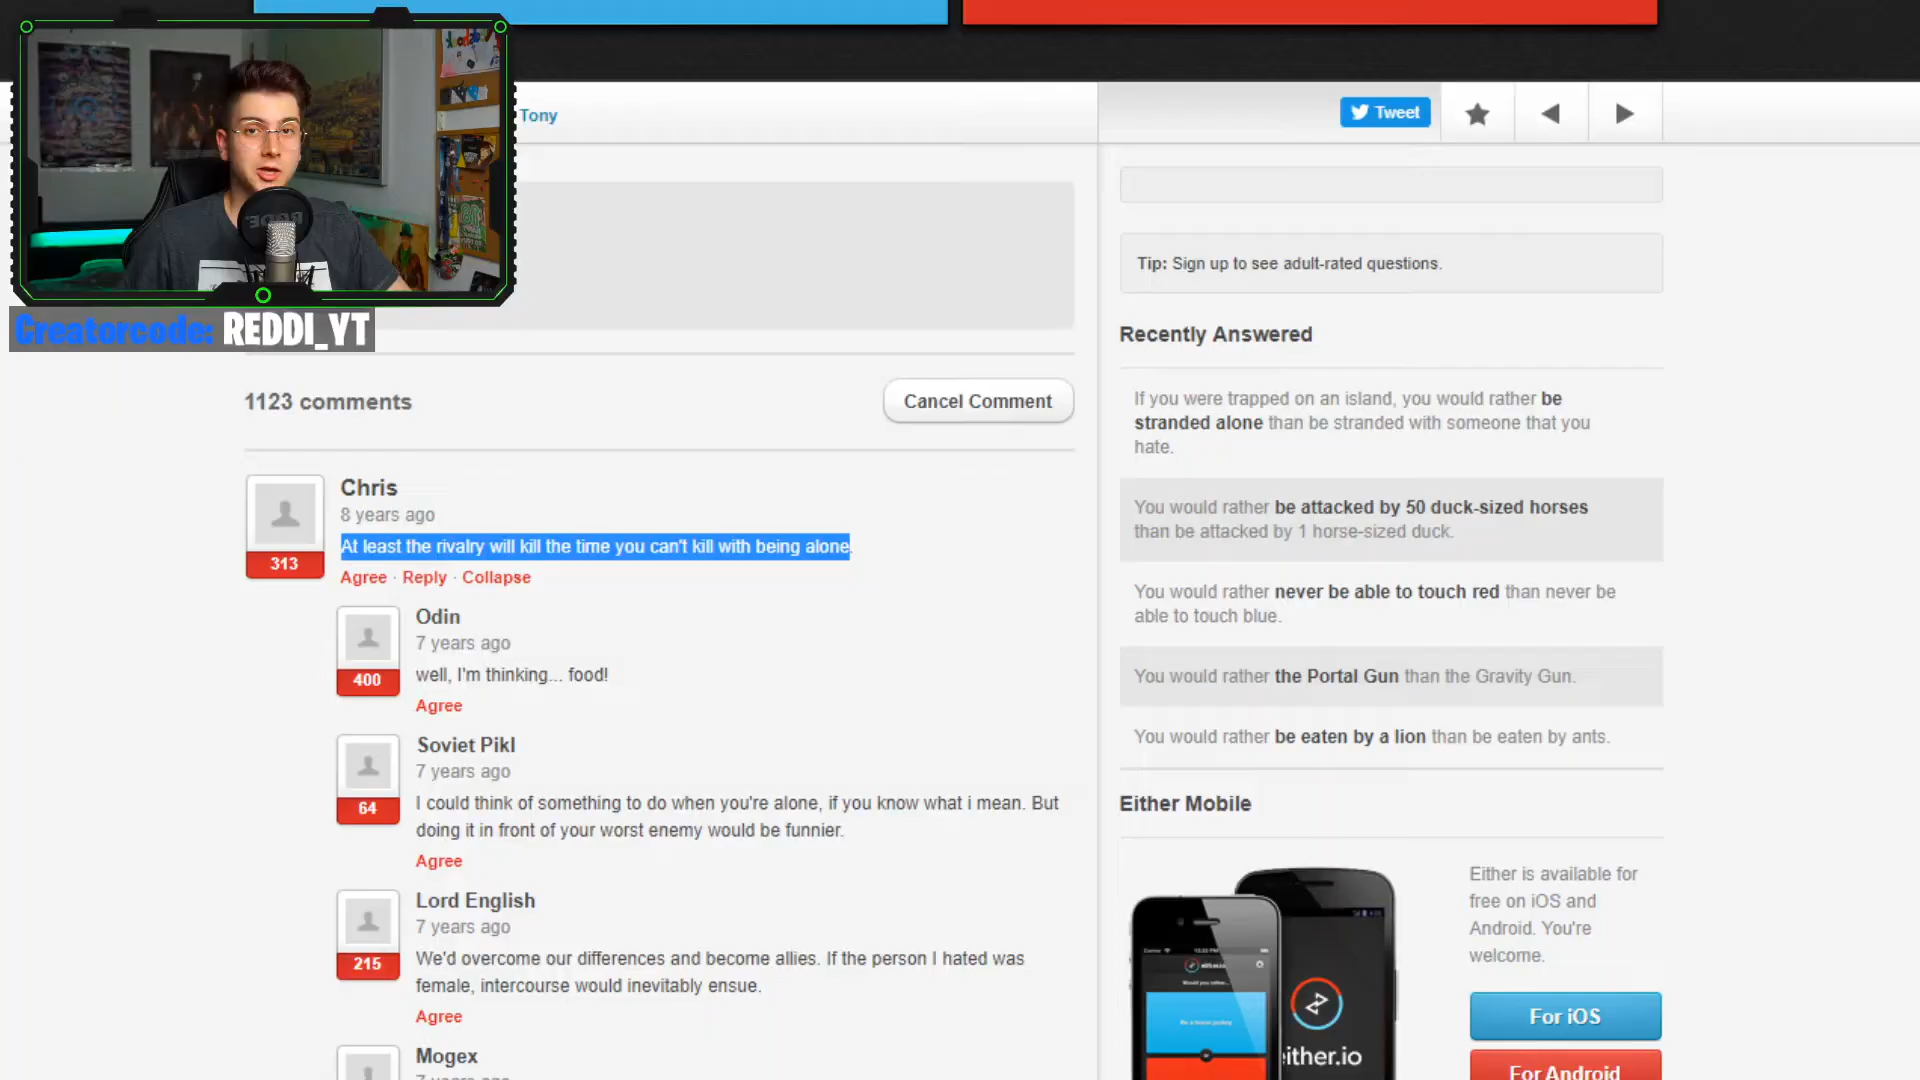 Creatorcode: REDDI_YT
Tony
Tweet
1123 comments
Cancel Comment
Chris
8 years ago
At least the rivalry will kill the time you can't kill with being alone.
313
Agree · Reply · Collapse
Odin
7 years ago
well, I'm thinking... food!
400
Agree
Soviet Pikl
7 years ago
I could think of something to do when you're alone, if you know what i mean. But
doing it in front of your worst enemy would be funnier.
64
Agree
Lord English
7 years ago
We'd overcome our differences and become allies. If the person I hated was
female, intercourse would inevitably ensue.
215
Agree
Mogex
7 years ago
Tip: Sign up to see adult-rated questions.
Recently Answered
If you were trapped on an island, you would rather be
stranded alone than be stranded with someone that you
hate.
You would rather be attacked by 50 duck-sized horses
than be attacked by 1 horse-sized duck.
You would rather never be able to touch red than never be
able to touch blue.
You would rather the Portal Gun than the Gravity Gun.
You would rather be eaten by a lion than be eaten by ants.
Either Mobile
Either is available for
free on iOS and
Android. You're
welcome.
For iOS
For Android
either.io